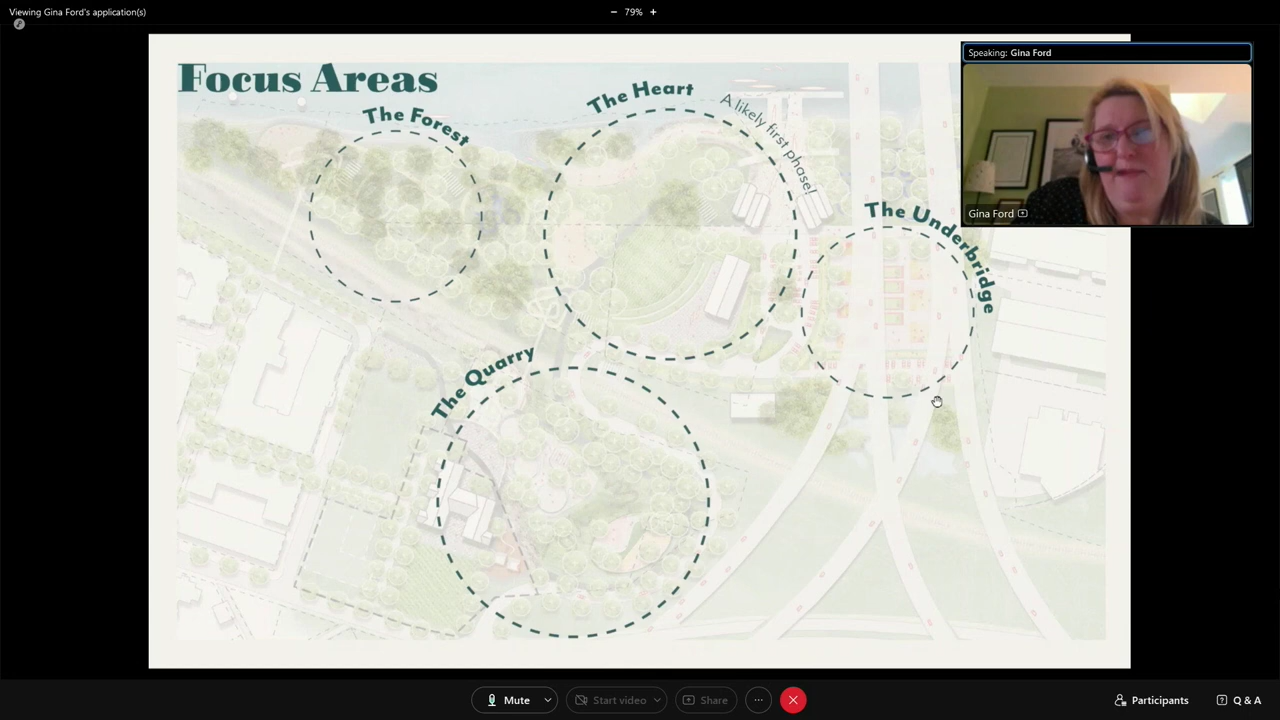 Viewing Gina Ford's application(s)
79%
Focus Areas
Speaking: Gina Ford
The Forest
The Heart
A likely first phase!
The Underbridge
Gina Ford
The Quarry
Mute
Start video
Share
Participants
Q & A